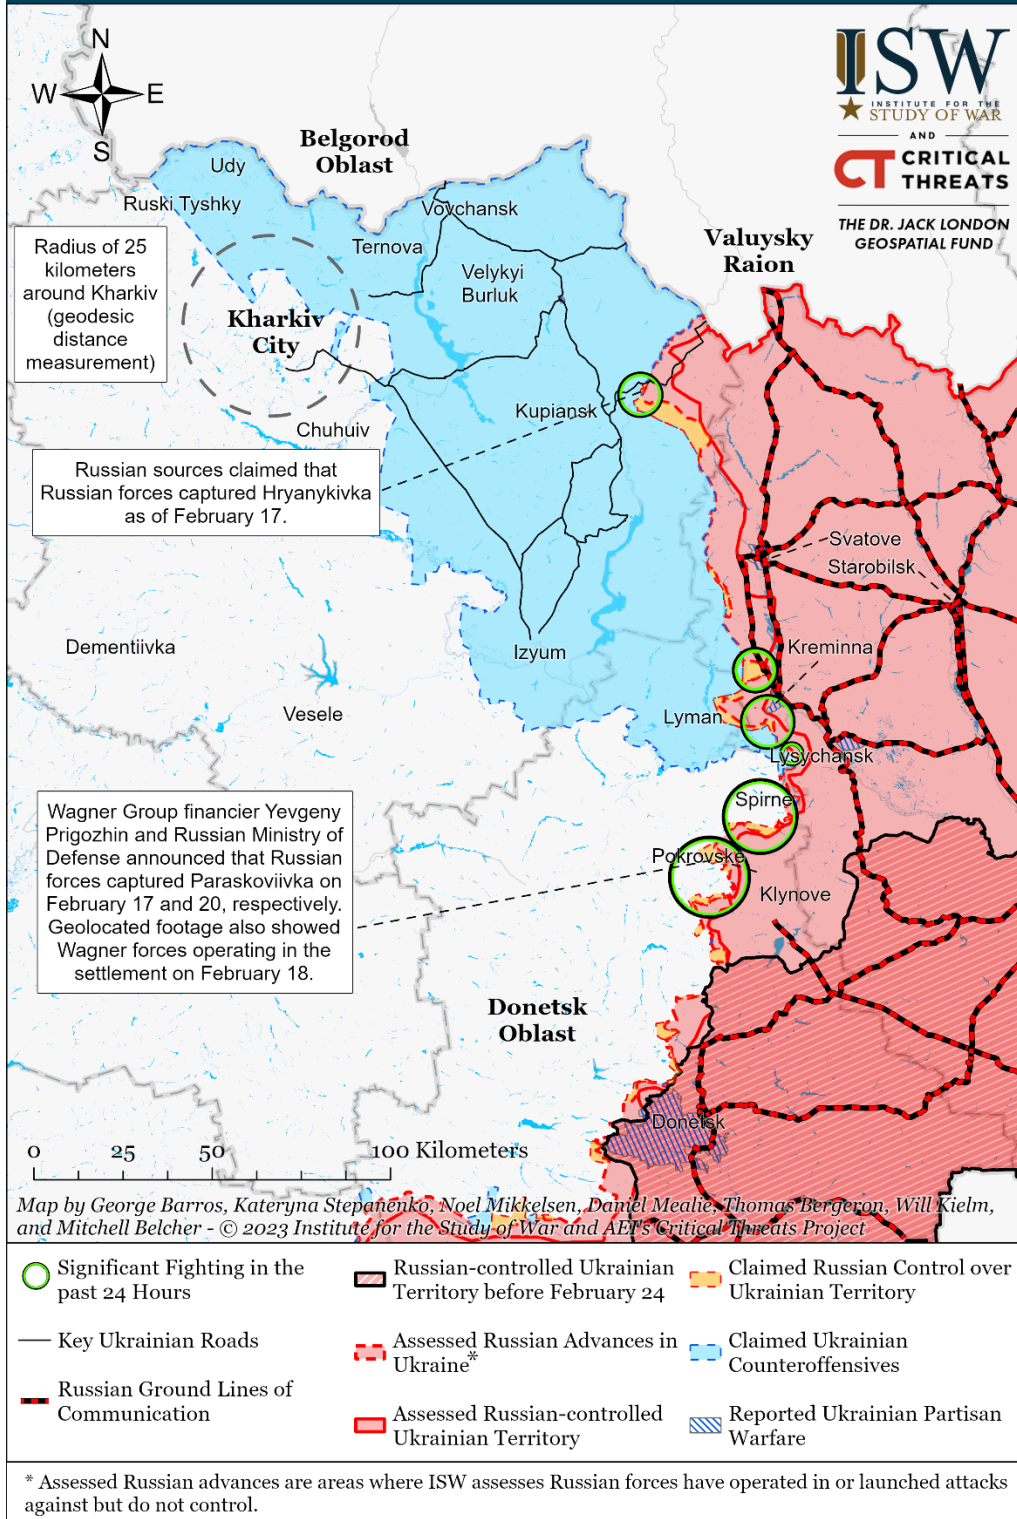 N
W E
S
ISW
INSTITUTE FOR THE
STUDY OF WAR
AND
CT CRITICAL
THREATS
THE DR. JACK LONDON
GEOSPATIAL FUND
Belgorod
Oblast
Udy
Ruski Tyshky
Vovchansk
Ternova
Valuysky
Raion
Velykyi
Burluk
Radius of 25
kilometers
around Kharkiv
(geodesic
distance
measurement)
Kharkiv
City
Kupiansk
Chuhuiv
Russian sources claimed that
Russian forces captured Hryanykivka
as of February 17.
Svatove
Starobilsk
Dementiivka
Izyum
Kreminna
Vesele
Lyman
Lysychansk
Spirne
Wagner Group financier Yevgeny
Prigozhin and Russian Ministry of
Defense announced that Russian
forces captured Paraskoviivka on
February 17 and 20, respectively.
Geolocated footage also showed
Wagner forces operating in the
settlement on February 18.
Pokrovske
Klynove
Donetsk
Oblast
Donetsk
0 25 50 100 Kilometers
Map by George Barros, Kateryna Stepanenko, Noel Mikkelsen, Daniel Mealie, Thomas Bergeron, Will Kielm,
and Mitchell Belcher - © 2023 Institute for the Study of War and AEI's Critical Threats Project
Significant Fighting in the
past 24 Hours
Key Ukrainian Roads
Russian Ground Lines of
Communication
Russian-controlled Ukrainian
Territory before February 24
Assessed Russian Advances in
Ukraine*
Assessed Russian-controlled
Ukrainian Territory
Claimed Russian Control over
Ukrainian Territory
Claimed Ukrainian
Counteroffensives
Reported Ukrainian Partisan
Warfare
* Assessed Russian advances are areas where ISW assesses Russian forces have operated in or launched attacks
against but do not control.